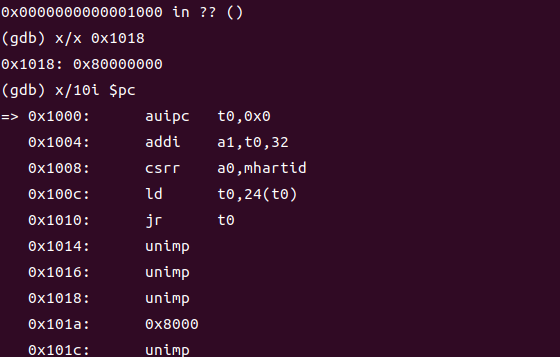 0x0000000000001000 in ?? ()
(gdb) x/x 0x1018
0x1018: 0x80000000
(gdb) x/10i $pc
=> 0x1000: auipc t0,0x0
0x1004: addi a1,t0,32
0x1008: csrr a0,mhartid
0x100c: ld t0,24(t0)
0x1010: jr t0
0x1014: unimp
0x1016: unimp
0x1018: unimp
0x101a: 0x8000
0x101c: unimp